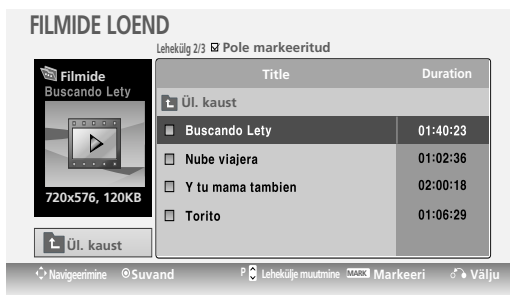 FILMIDE LOEND
Lehekülg 2/3 ☑ Pole markeeritud
Filmide
Buscando Lety
720x576, 120KB
Ül. kaust
Title Duration
Ül. kaust
Buscando Lety 01:40:23
Nube viajera 01:02:36
Y tu mama tambien 02:00:18
Torito 01:06:29
Navigeerimine Suvand P Lehekülje muutmine MARK Markeeri Välju